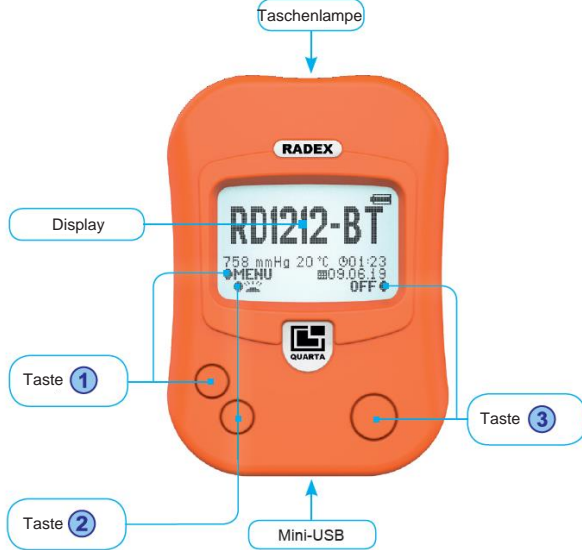 Taschenlampe
RADEX
RD1212-BT
Display
758 mmHg 20 °C 01:23
MENU 09.06.19
OFF
QUARTA
Taste 1
Taste 3
Taste 2
Mini-USB